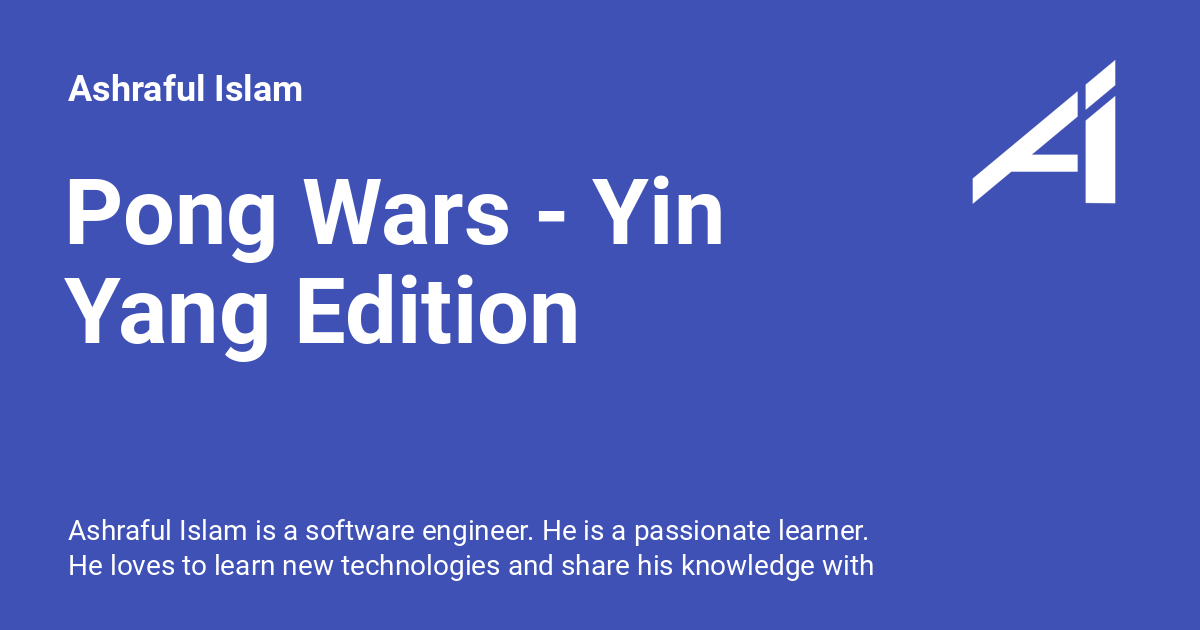 Ashraful Islam
Pong Wars - Yin
Yang Edition
Ashraful Islam is a software engineer. He is a passionate learner.
He loves to learn new technologies and share his knowledge with